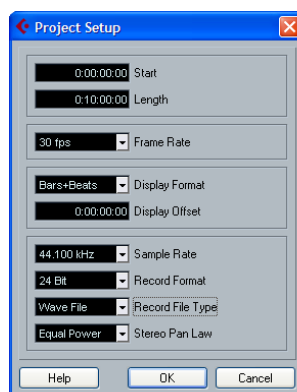 Project Setup
0:00:00:00 Start
0:10:00:00 Length
30 fps Frame Rate
Bars+Beats Display Format
0:00:00:00 Display Offset
44.100 kHz Sample Rate
24 Bit Record Format
Wave File Record File Type
Equal Power Stereo Pan Law
Help OK Cancel